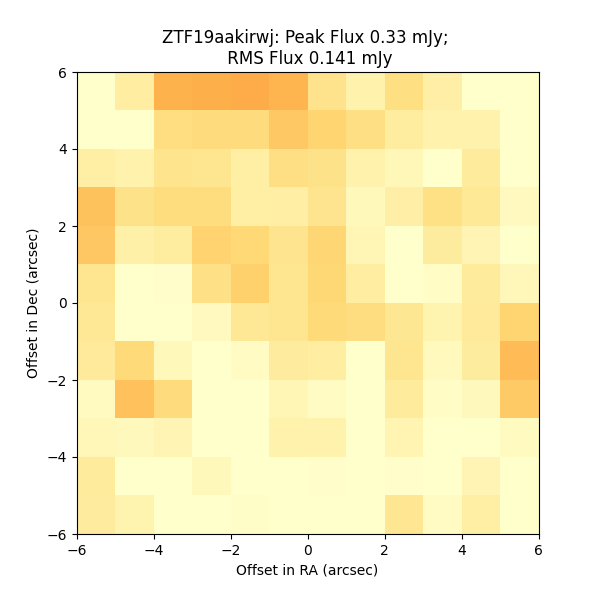 ZTF19aakirwj: Peak Flux 0.33 mJy;
RMS Flux 0.141 mJy
6
4
2
0
−2
−4
−6
Offset in Dec (arcsec)
−6 −4 −2 0 2 4 6
Offset in RA (arcsec)